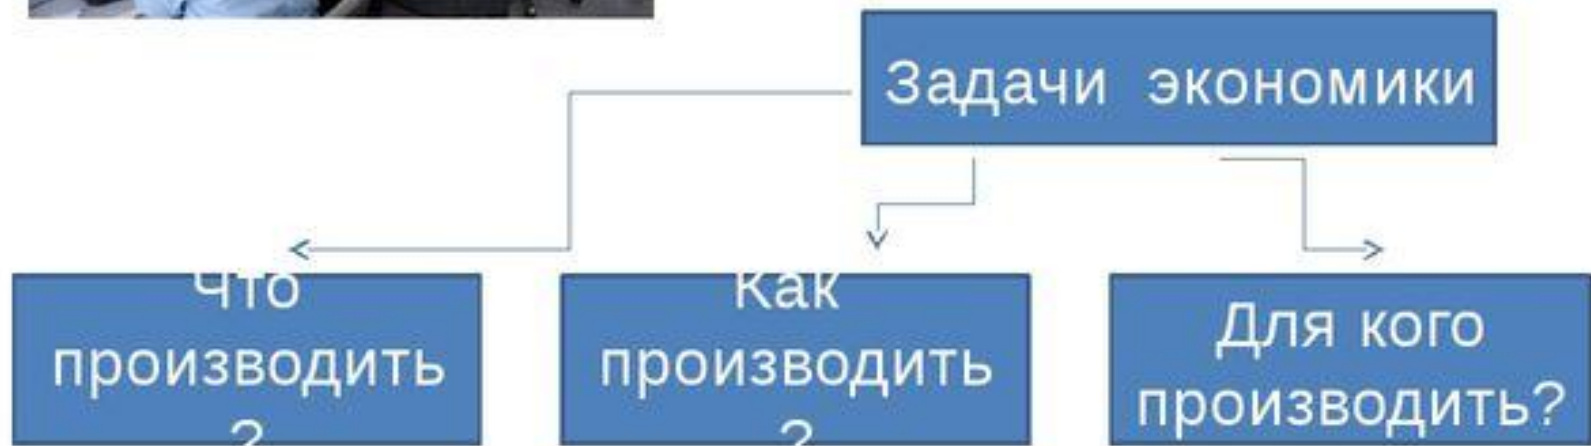 Задачи экономики
Что
производить
?
Как
производить
?
Для кого
производить?